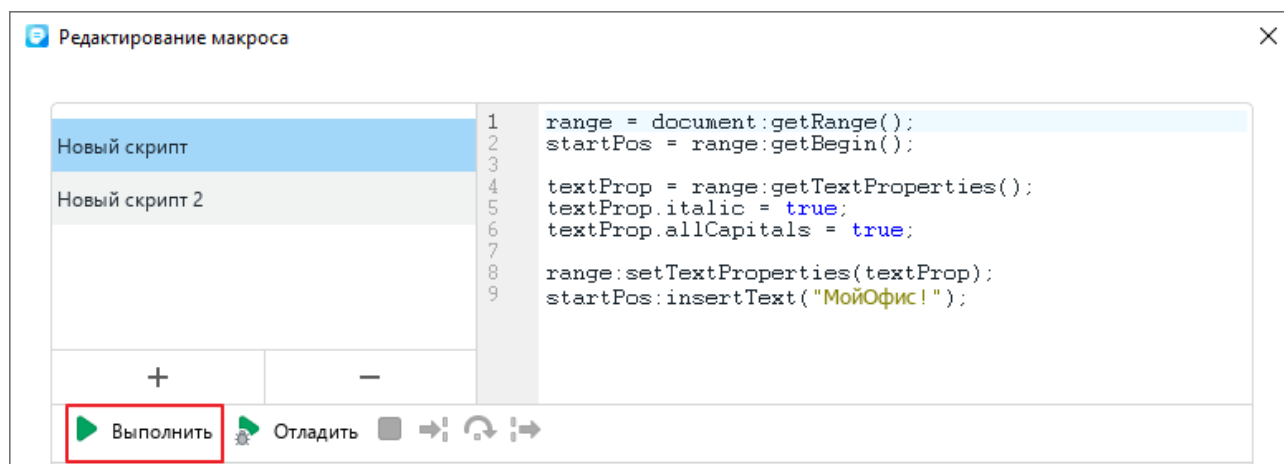 Редактирование макроса
Новый скрипт
Новый скрипт 2
1 range = document:getRange();
2 startPos = range:getBegin();
3
4 textProp = range:getTextProperties();
5 textProp.italic = true;
6 textProp.allCapitals = true;
7
8 range:setTextProperties(textProp);
9 startPos:insertText("МойОфис!");
Выполнить Отладить